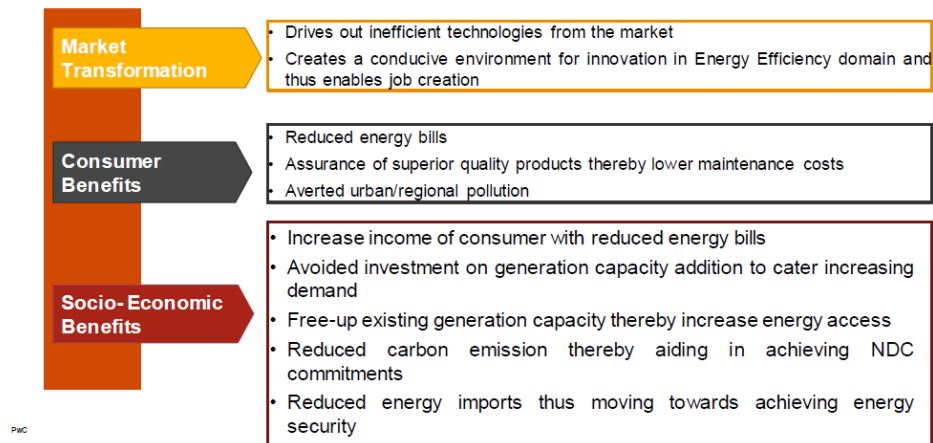 Market
Transformation
• Drives out inefficient technologies from the market
• Creates a conducive environment for innovation in Energy Efficiency domain and
thus enables job creation
Consumer
Benefits
• Reduced energy bills
• Assurance of superior quality products thereby lower maintenance costs
• Averted urban/regional pollution
Socio-Economic
Benefits
• Increase income of consumer with reduced energy bills
• Avoided investment on generation capacity addition to cater increasing
demand
• Free-up existing generation capacity thereby increase energy access
• Reduced carbon emission thereby aiding in achieving NDC
commitments
• Reduced energy imports thus moving towards achieving energy
security
PwC